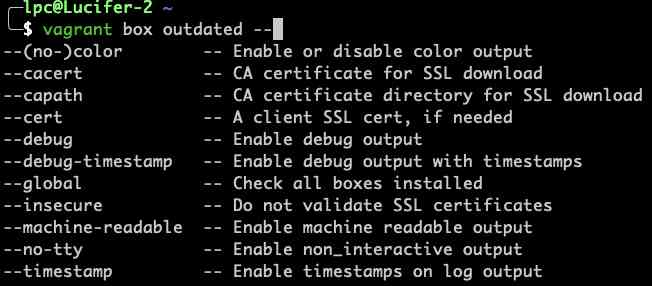 lpc@Lucifer-2 ~
$ vagrant box outdated --
--(no-)color -- Enable or disable color output
--cacert -- CA certificate for SSL download
--capath -- CA certificate directory for SSL download
--cert -- A client SSL cert, if needed
--debug -- Enable debug output
--debug-timestamp -- Enable debug output with timestamps
--global -- Check all boxes installed
--insecure -- Do not validate SSL certificates
--machine-readable -- Enable machine readable output
--no-tty -- Enable non_interactive output
--timestamp -- Enable timestamps on log output